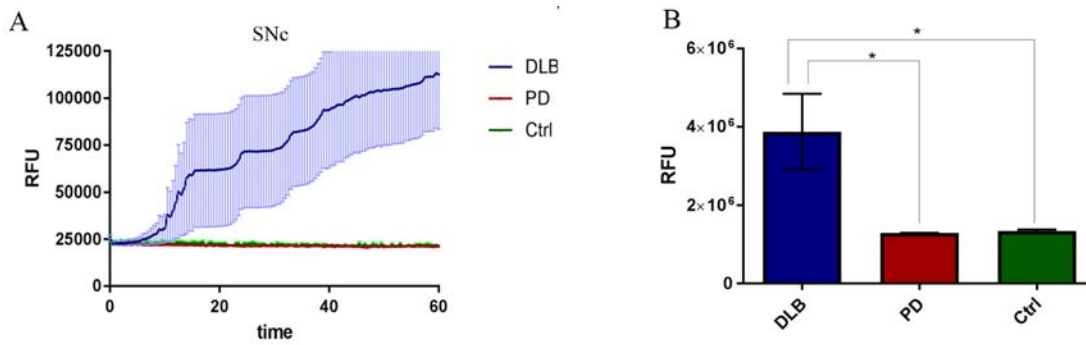 A
SNc
125000
100000
75000
50000
25000
0
RFU
0
20
40
60
time
DLB
PD
Ctrl
B
6×10⁶
4×10⁶
2×10⁶
0
RFU
*
*
DLB
PD
Ctrl